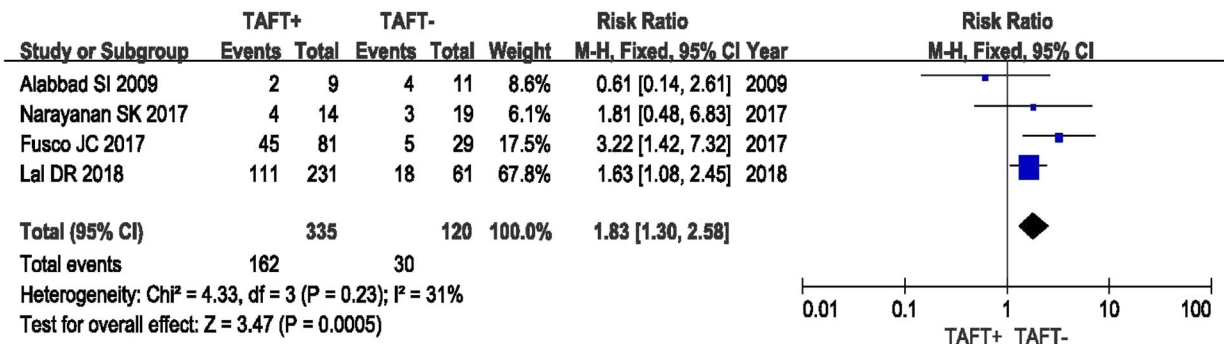 TAFT+ TAFT- Risk Ratio Risk Ratio
Study or Subgroup Events Total Events Total Weight M-H, Fixed, 95% CI Year M-H, Fixed, 95% CI
Alabbad SI 2009 2 9 4 11 8.6% 0.61 [0.14, 2.61] 2009
Narayanan SK 2017 4 14 3 19 6.1% 1.81 [0.48, 6.83] 2017
Fusco JC 2017 45 81 5 29 17.5% 3.22 [1.42, 7.32] 2017
Lal DR 2018 111 231 18 61 67.8% 1.63 [1.08, 2.45] 2018
Total (95% CI) 335 120 100.0% 1.83 [1.30, 2.58]
Total events 162 30
Heterogeneity: Chi² = 4.33, df = 3 (P = 0.23); I² = 31%
Test for overall effect: Z = 3.47 (P = 0.0005)
0.01 0.1 1 10 100
TAFT+ TAFT-